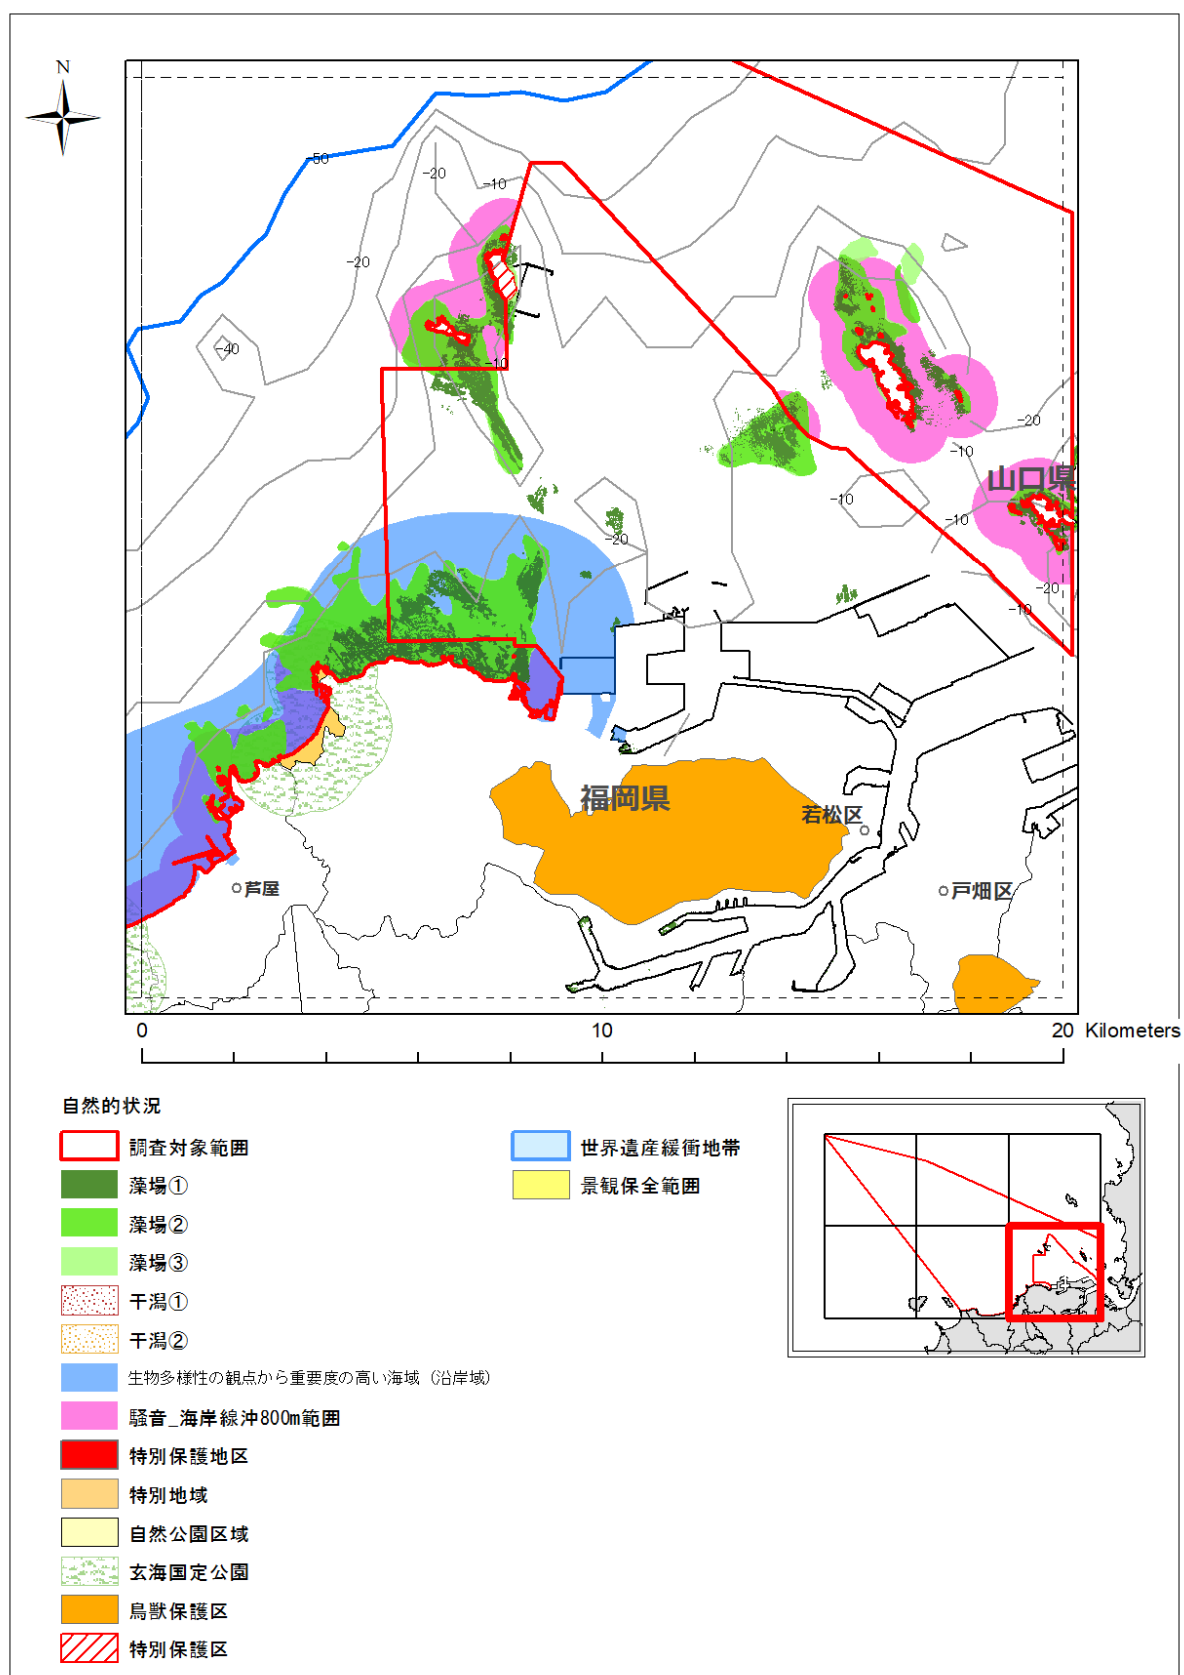 N
-50
-20
-10
-20
-40
-10
-20
-10
山口県
-10
-10
-20
-20
-10
福岡県
若松区
芦屋
戸畑区
0
10
20 Kilometers
自然的状況
調査対象範囲
藻場①
藻場②
藻場③
干潟①
干潟②
生物多様性の観点から重要度の高い海域（沿岸域）
騒音_海岸線沖800m範囲
特別保護地区
特別地域
自然公園区域
玄海国定公園
鳥獣保護区
特別保護区
世界遺産緩衝地帯
景観保全範囲